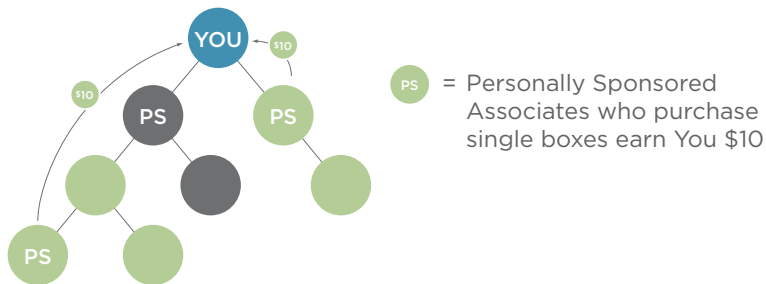 YOU
$10
$10
PS
PS
PS
PS = Personally Sponsored
Associates who purchase
single boxes earn You $10